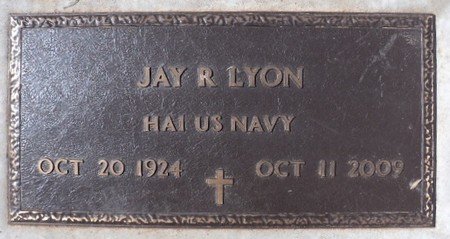 JAY R LYON
HA1 US NAVY
OCT 20 1924 OCT 11 2009